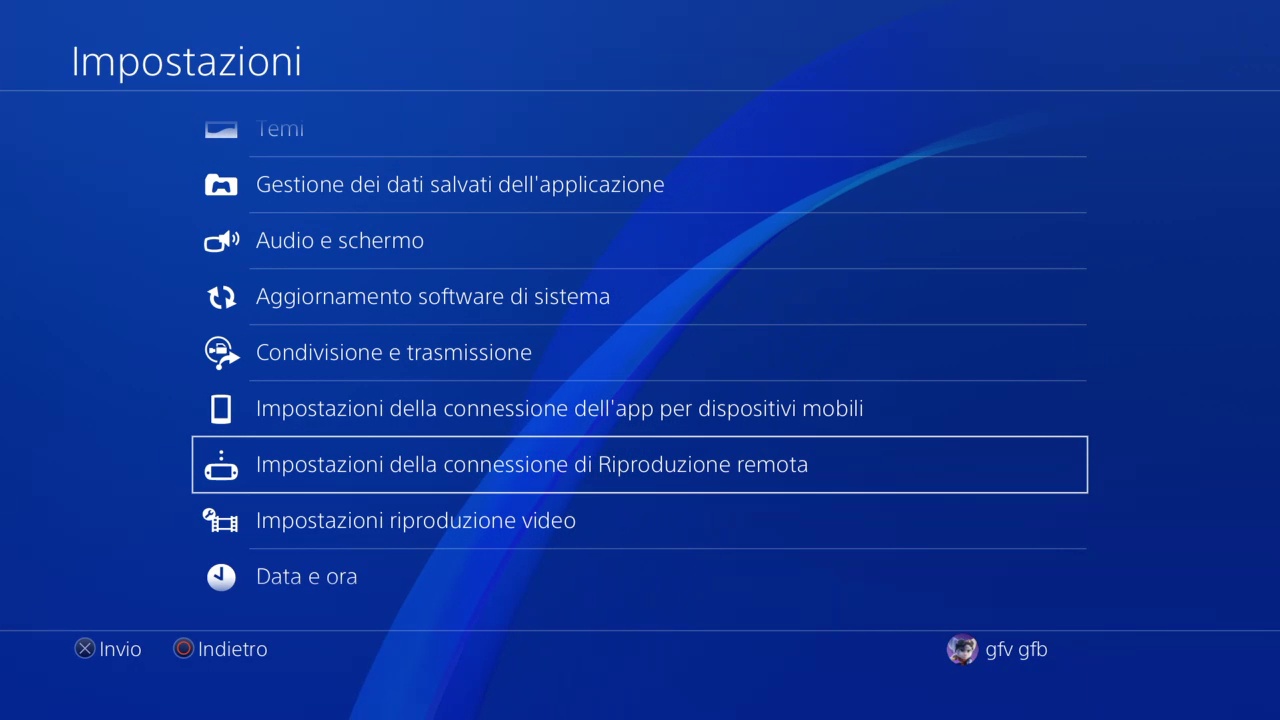 Impostazioni
Temi
Gestione dei dati salvati dell'applicazione
Audio e schermo
Aggiornamento software di sistema
Condivisione e trasmissione
Impostazioni della connessione dell'app per dispositivi mobili
Impostazioni della connessione di Riproduzione remota
Impostazioni riproduzione video
Data e ora
Invio Indietro gfv gfb